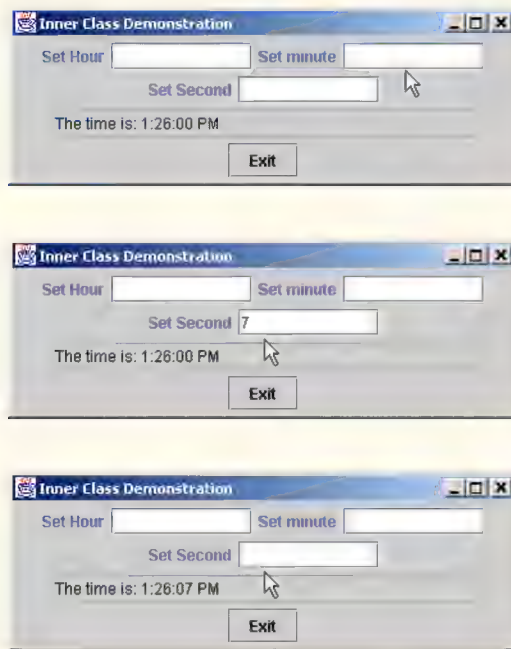 Inner Class Demonstration
Set Hour Set minute
Set Second
The time is: 1:26:00 PM
Exit
Inner Class Demonstration
Set Hour Set minute
Set Second 7
The time is: 1:26:00 PM
Exit
Inner Class Demonstration
Set Hour Set minute
Set Second
The time is: 1:26:07 PM
Exit